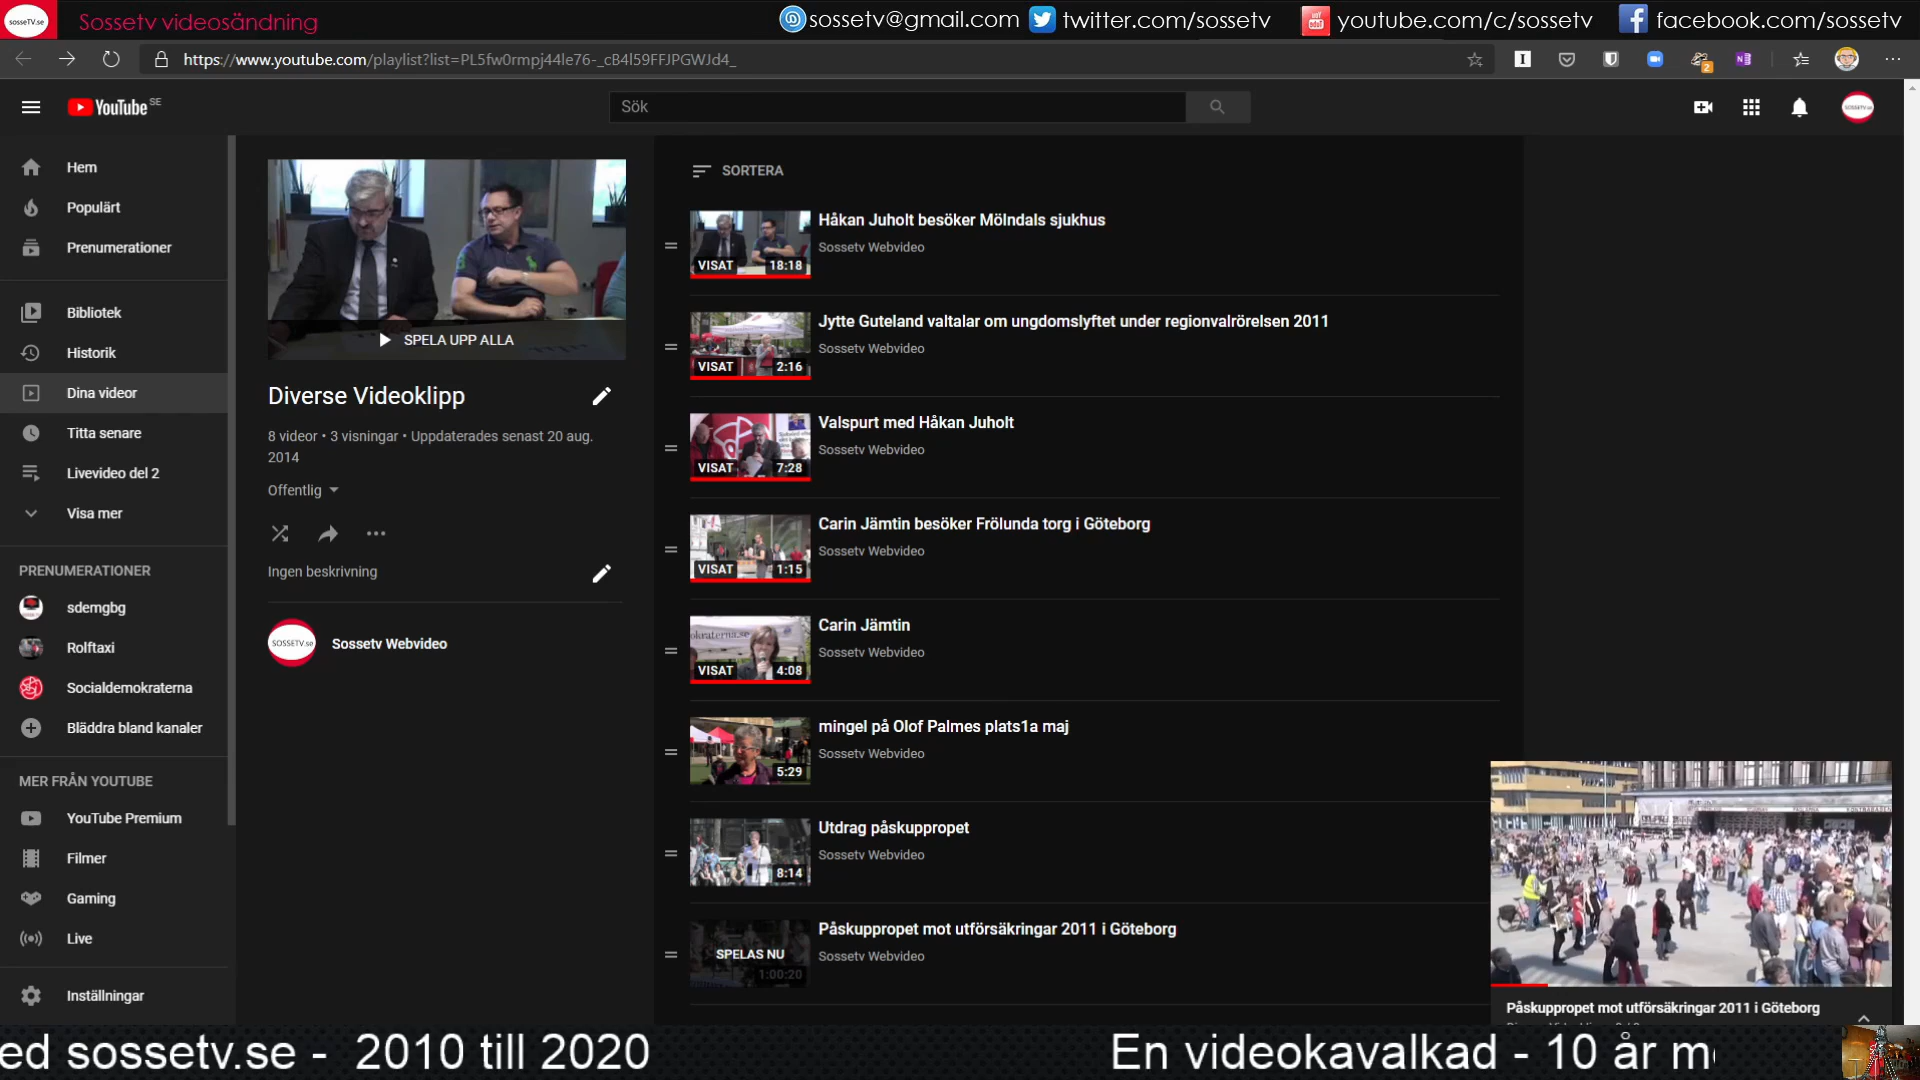 sosseTV.se
Sossetv videosändning
sossetv@gmail.com
twitter.com/sossetv
youtube.com/c/sossetv
facebook.com/sossetv
https://www.youtube.com/playlist?list=PL5fw0rmpj44le76-_cB4l59FFJPGWJd4_
2
YouTube SE
Sök
Hem
Populärt
Prenumerationer
Bibliotek
Historik
Dina videor
Titta senare
Livevideo del 2
Visa mer
PRENUMERATIONER
sdemgbg
Rolftaxi
Socialdemokraterna
Bläddra bland kanaler
MER FRÅN YOUTUBE
YouTube Premium
Filmer
Gaming
Live
Inställningar
SPELA UPP ALLA
Diverse Videoklipp
8 videor • 3 visningar • Uppdaterades senast 20 aug.
2014
Offentlig
Ingen beskrivning
SOSSETV.se
Sossetv Webvideo
SORTERA
Håkan Juholt besöker Mölndals sjukhus
Sossetv Webvideo
VISAT 18:18
Jytte Guteland valtalar om ungdomslyftet under regionvalrörelsen 2011
Sossetv Webvideo
VISAT 2:16
Valspurt med Håkan Juholt
Sossetv Webvideo
VISAT 7:28
Carin Jämtin besöker Frölunda torg i Göteborg
Sossetv Webvideo
VISAT 1:15
Carin Jämtin
Sossetv Webvideo
VISAT 4:08
mingel på Olof Palmes plats1a maj
Sossetv Webvideo
5:29
Utdrag påskuppropet
Sossetv Webvideo
8:14
Påskuppropet mot utförsäkringar 2011 i Göteborg
Sossetv Webvideo
SPELAS NU
1:00:20
Påskuppropet mot utförsäkringar 2011 i Göteborg
ed sossetv.se - 2010 till 2020
En videokavalkad - 10 år m